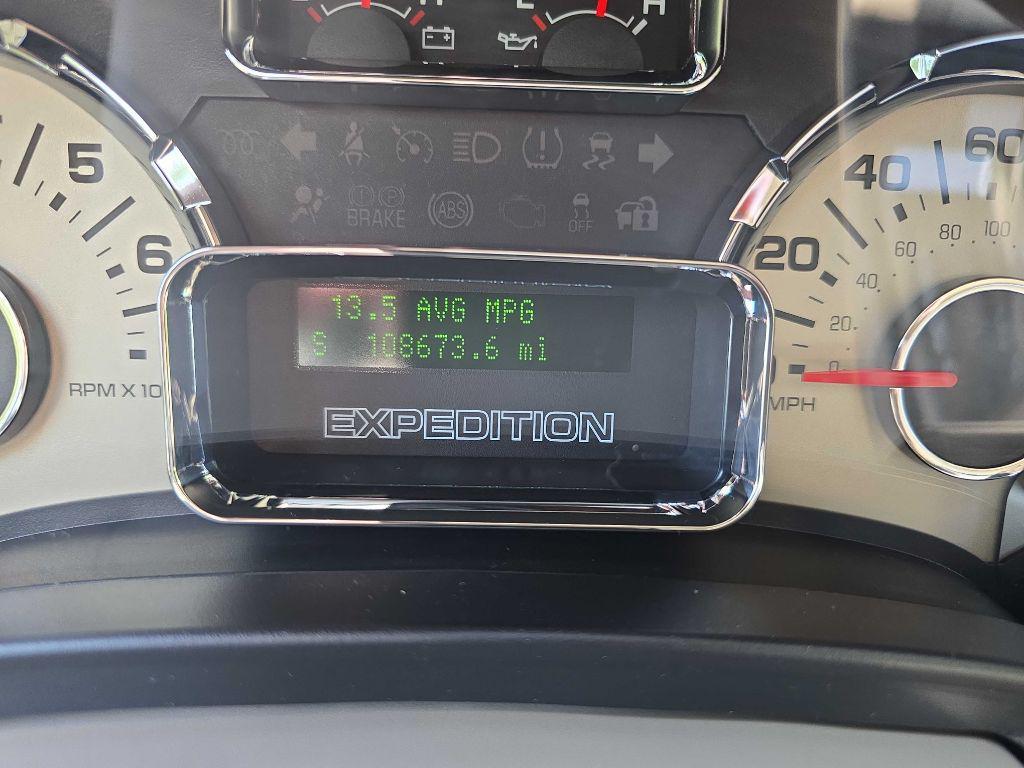 H
E H
BRAKE
ABS
OFF
5
6
RPM X 10
13.5 AVG MPG
S 108673.6 mi
EXPEDITION
20 40 60
0 20 40 60 80 100
MPH